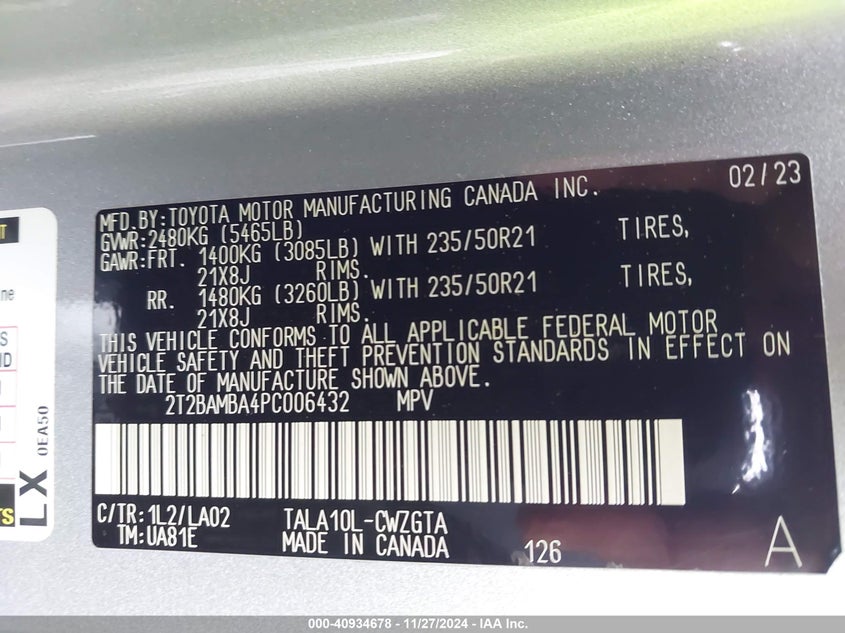 MFD.BY:TOYOTA MOTOR MANUFACTURING CANADA INC. 02/23
GVWR:2480KG (5465LB)
GAWR:FRT. 1400KG (3085LB) WITH 235/50R21 TIRES,
21X8J RIMS.
RR. 1480KG (3260LB) WITH 235/50R21 TIRES,
21X8J RIMS.
THIS VEHICLE CONFORMS TO ALL APPLICABLE FEDERAL MOTOR
VEHICLE SAFETY AND THEFT PREVENTION STANDARDS IN EFFECT ON
THE DATE OF MANUFACTURE SHOWN ABOVE.
2T2BAMBA4PC006432 MPV
C/TR:1L2/LA02 TALA10L-CWZGTA
TM:UA81E MADE IN CANADA 126 A
LX 0EA50
000-40934678 - 11/27/2024 - IAA Inc.